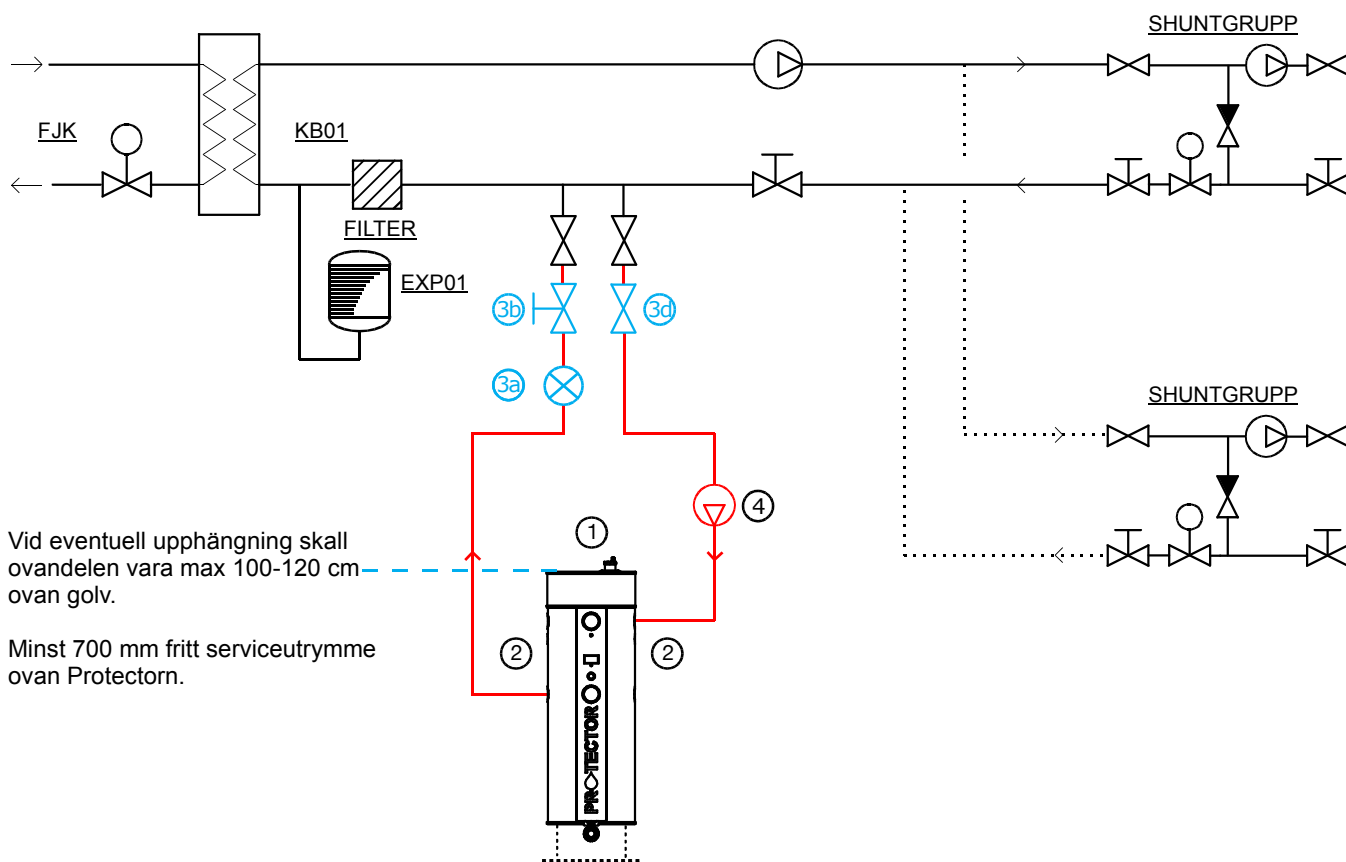 SHUNTGRUPP
FJK
KB01
FILTER
EXP01
3b
3d
3a
SHUNTGRUPP
4
1
Vid eventuell upphängning skall
ovandelen vara max 100-120 cm
ovan golv.
2
2
Minst 700 mm fritt serviceutrymme
ovan Protectorn.
PROTECTOR